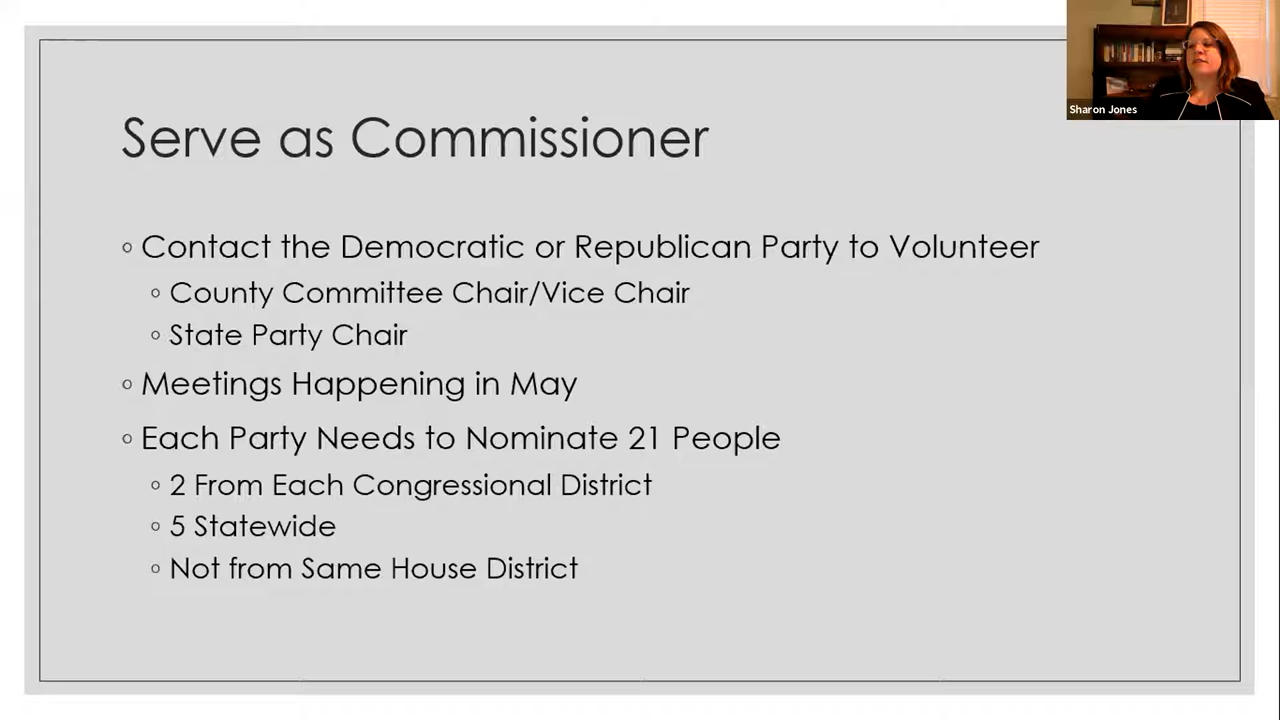 Sharon Jones
Serve as Commissioner
◦ Contact the Democratic or Republican Party to Volunteer
◦ County Committee Chair/Vice Chair
◦ State Party Chair
◦ Meetings Happening in May
◦ Each Party Needs to Nominate 21 People
◦ 2 From Each Congressional District
◦ 5 Statewide
◦ Not from Same House District